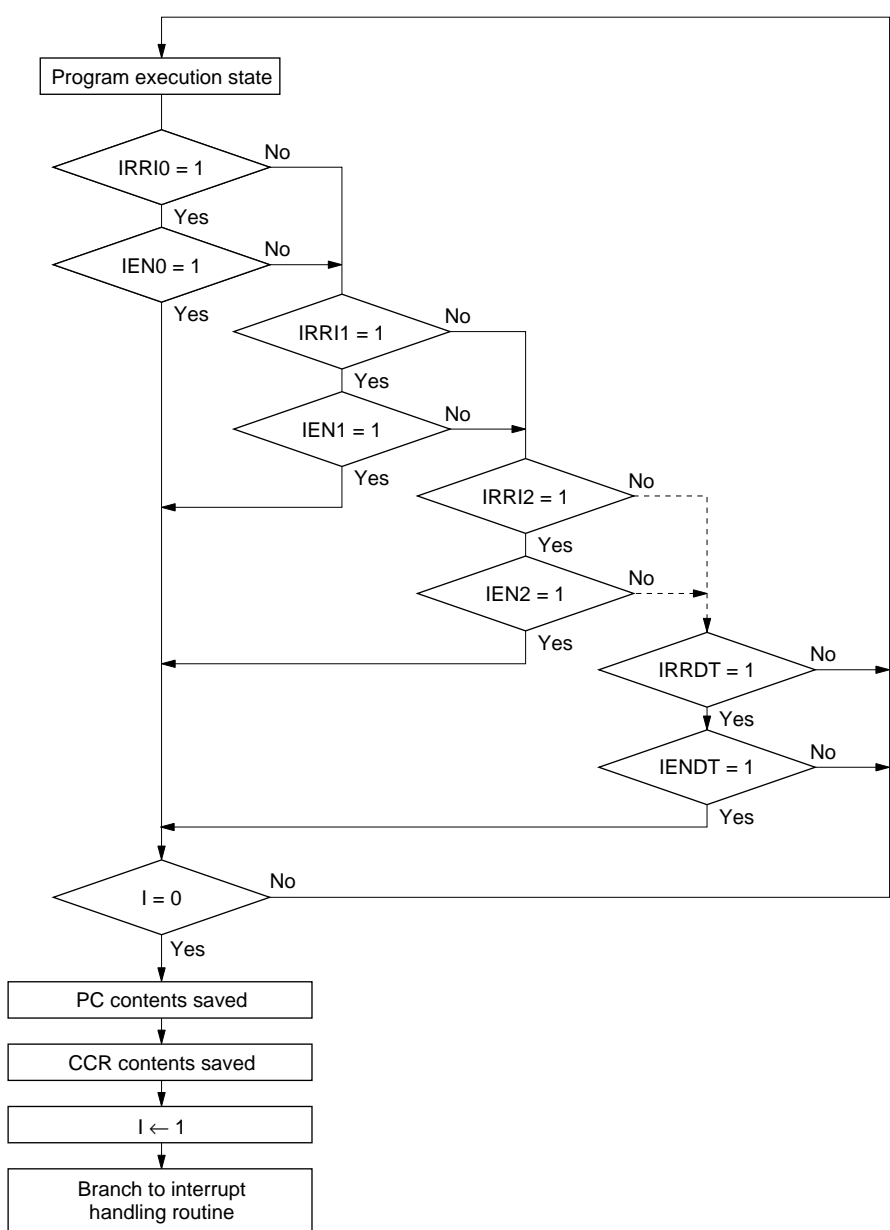 Program execution state
IRRI0 = 1
No
Yes
IEN0 = 1
No
Yes
IRRI1 = 1
No
Yes
IEN1 = 1
No
Yes
IRRI2 = 1
No
Yes
IEN2 = 1
No
Yes
IRRDT = 1
No
Yes
IENDT = 1
No
Yes
I = 0
No
Yes
PC contents saved
CCR contents saved
I ← 1
Branch to interrupt
handling routine